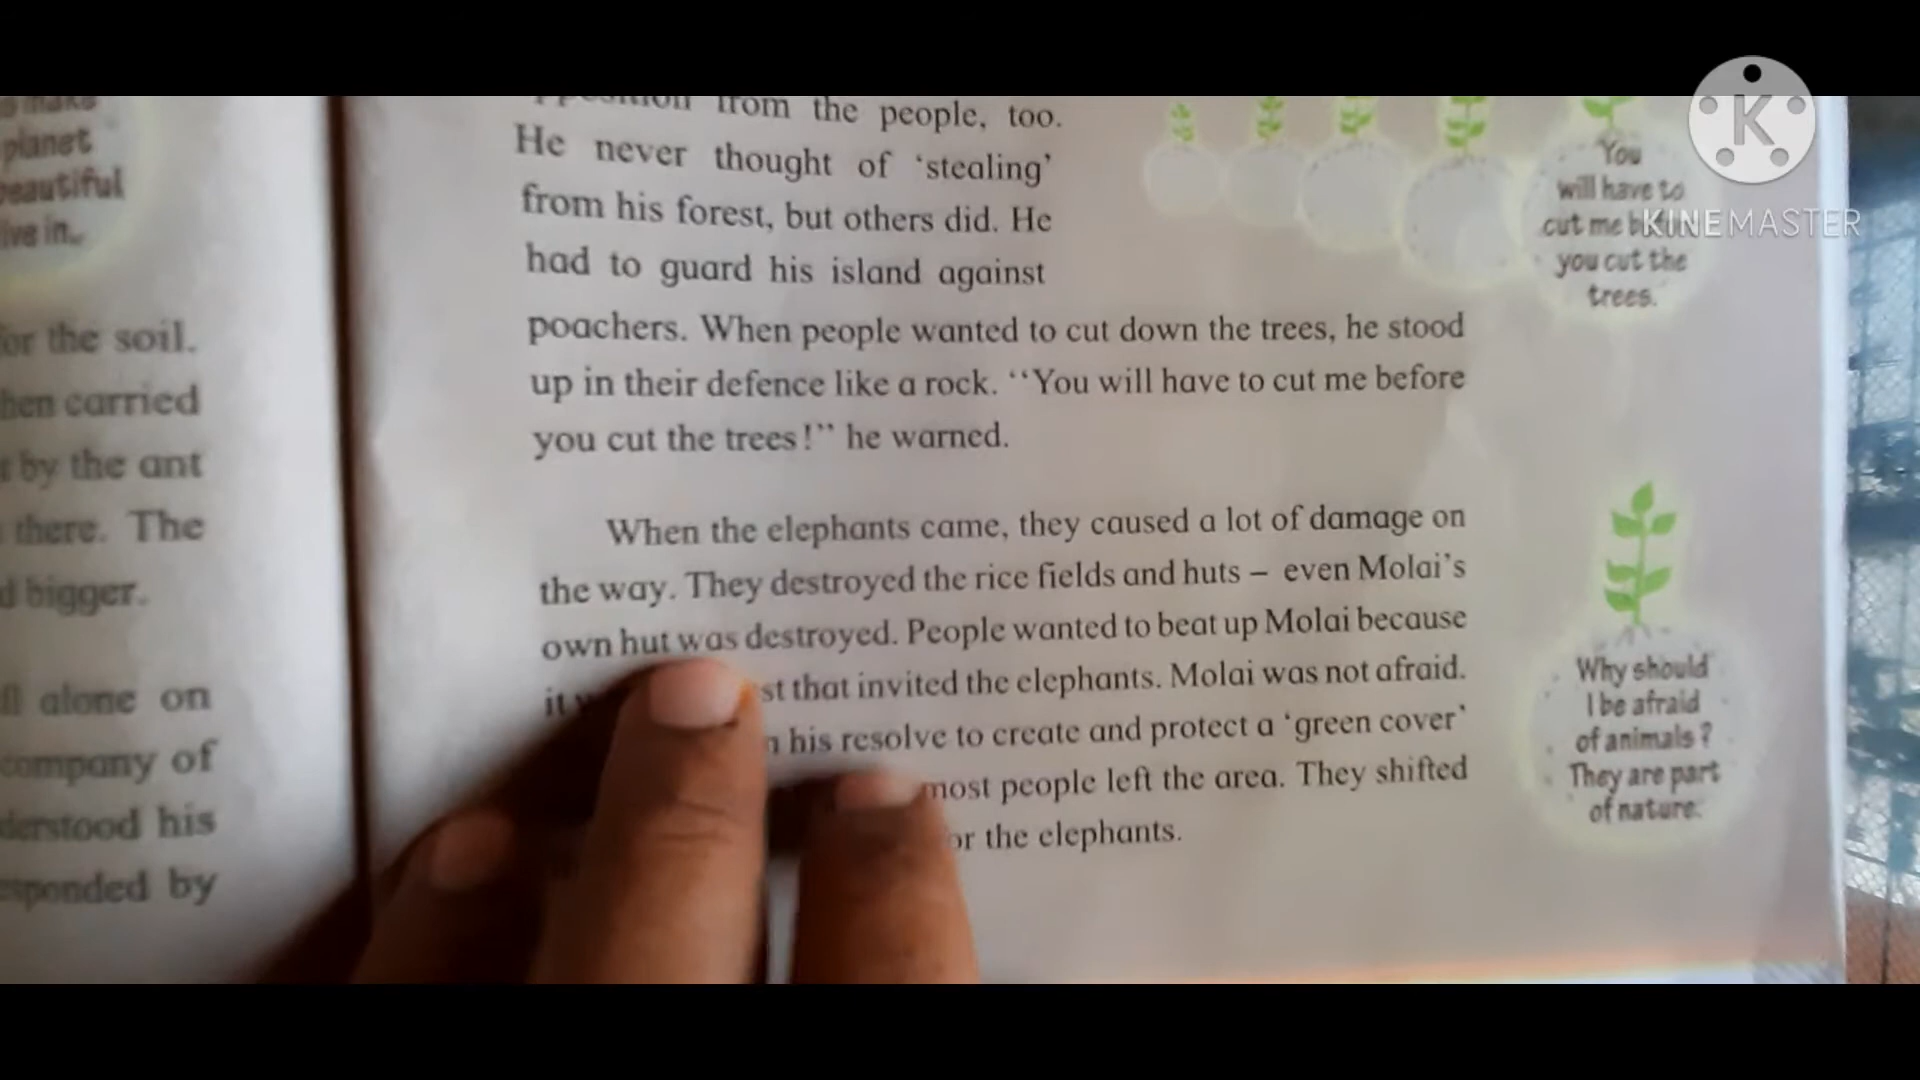 make
planet
beautiful
live in.
for the soil.
then carried
by the ant
there. The
bigger.
alone on
company of
understood his
responded by
from the people, too.
He never thought of ‘stealing’
from his forest, but others did. He
had to guard his island against
poachers. When people wanted to cut down the trees, he stood
up in their defence like a rock. “You will have to cut me before
you cut the trees!” he warned.
When the elephants came, they caused a lot of damage on
the way. They destroyed the rice fields and huts – even Molai’s
own hut was destroyed. People wanted to beat up Molai because
it that invited the elephants. Molai was not afraid.
his resolve to create and protect a ‘green cover’
most people left the area. They shifted
for the elephants.
You
will have to
cut me
you cut the
trees.
Why should
I be afraid
of animals?
They are part
of nature.
K
KINEMASTER